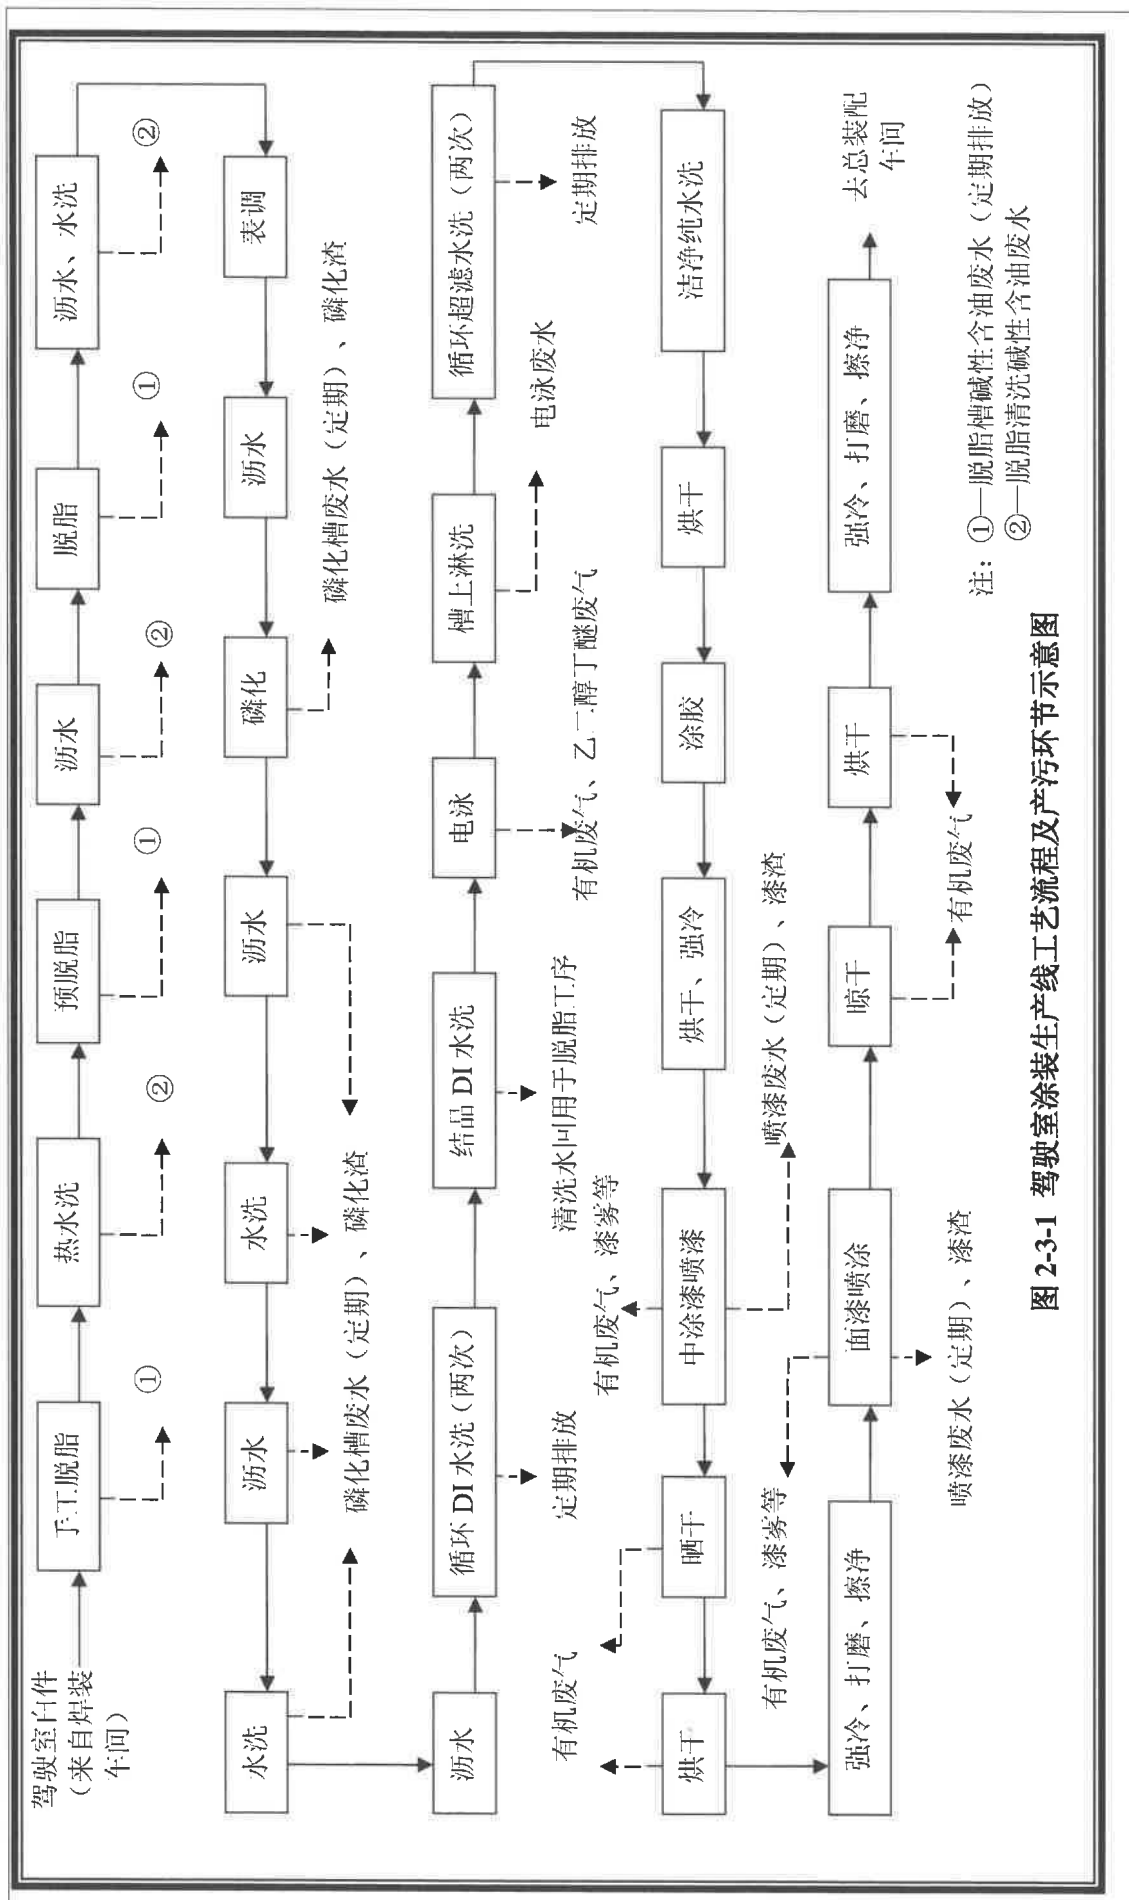 驾驶室白件
（来自焊装
车间）
手工脱脂
热水洗
预脱脂
沥水
脱脂
沥水、水洗
①
②
①
②
①
②
表调
沥水
磷化
沥水
水洗
沥水
水洗
磷化槽废水（定期）、磷化渣
磷化槽废水（定期）、磷化渣
沥水
循环 DI 水洗（两次）
结品 DI 水洗
电泳
槽上淋洗
循环超滤水洗（两次）
定期排放
清洗水回用于脱脂工序
有机废气、乙二醇丁醚废气
电泳废水
定期排放
洁净纯水洗
烘干
涂胶
烘干、强冷
中涂漆喷漆
晒干
烘干
有机废气
有机废气、漆雾等
喷漆废水（定期）、漆渣
强冷、打磨、擦净
面漆喷涂
晾干
烘干
强冷、打磨、擦净
去总装配
车间
有机废气、漆雾等
喷漆废水（定期）、漆渣
有机废气
注：①—脱脂槽碱性含油废水（定期排放）
②—脱脂清洗碱性含油废水
图 2-3-1 驾驶室涂装生产线工艺流程及产污环节示意图